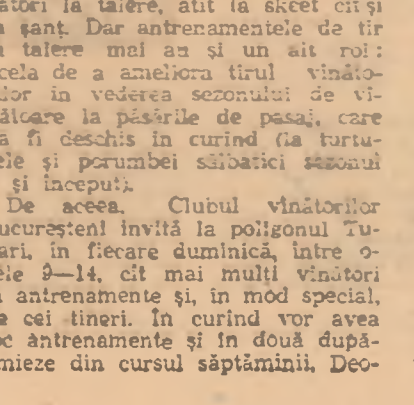 ători la talere, atît la skeet cît și
șanț. Dar antrenamentele de tir
talere mai au și un alt rol:
cela de a ameliora tirul vînăto-
ilor în vederea sezonului de vî-
ătoare la păsările de pasaj, care
ă fi deschis în curînd (la turtu-
ele și porumbei sălbatici sezonul
și început).
De aceea, Clubul vînătorilor
ucureșteni invită la poligonul Tu-
ari, în fiecare duminică, între o-
ele 9—14, cît mai mulți vînători
a antrenamente și, în mod special,
e cei tineri. În curînd vor avea
oc antrenamente și în două după-
mieze din cursul săptămînii. Deo-